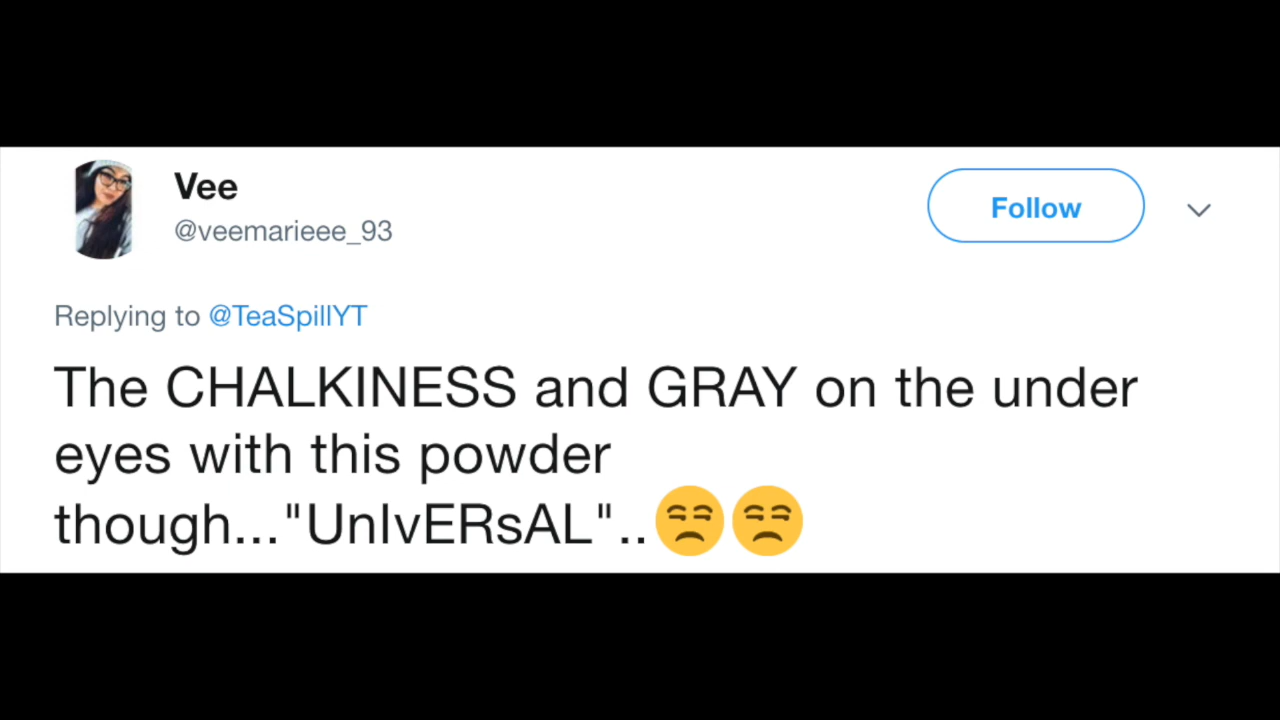 Vee
@veemarieee_93
Follow
Replying to @TeaSpillYT
The CHALKINESS and GRAY on the under
eyes with this powder
though..."UnIvERsAL"..😒😒